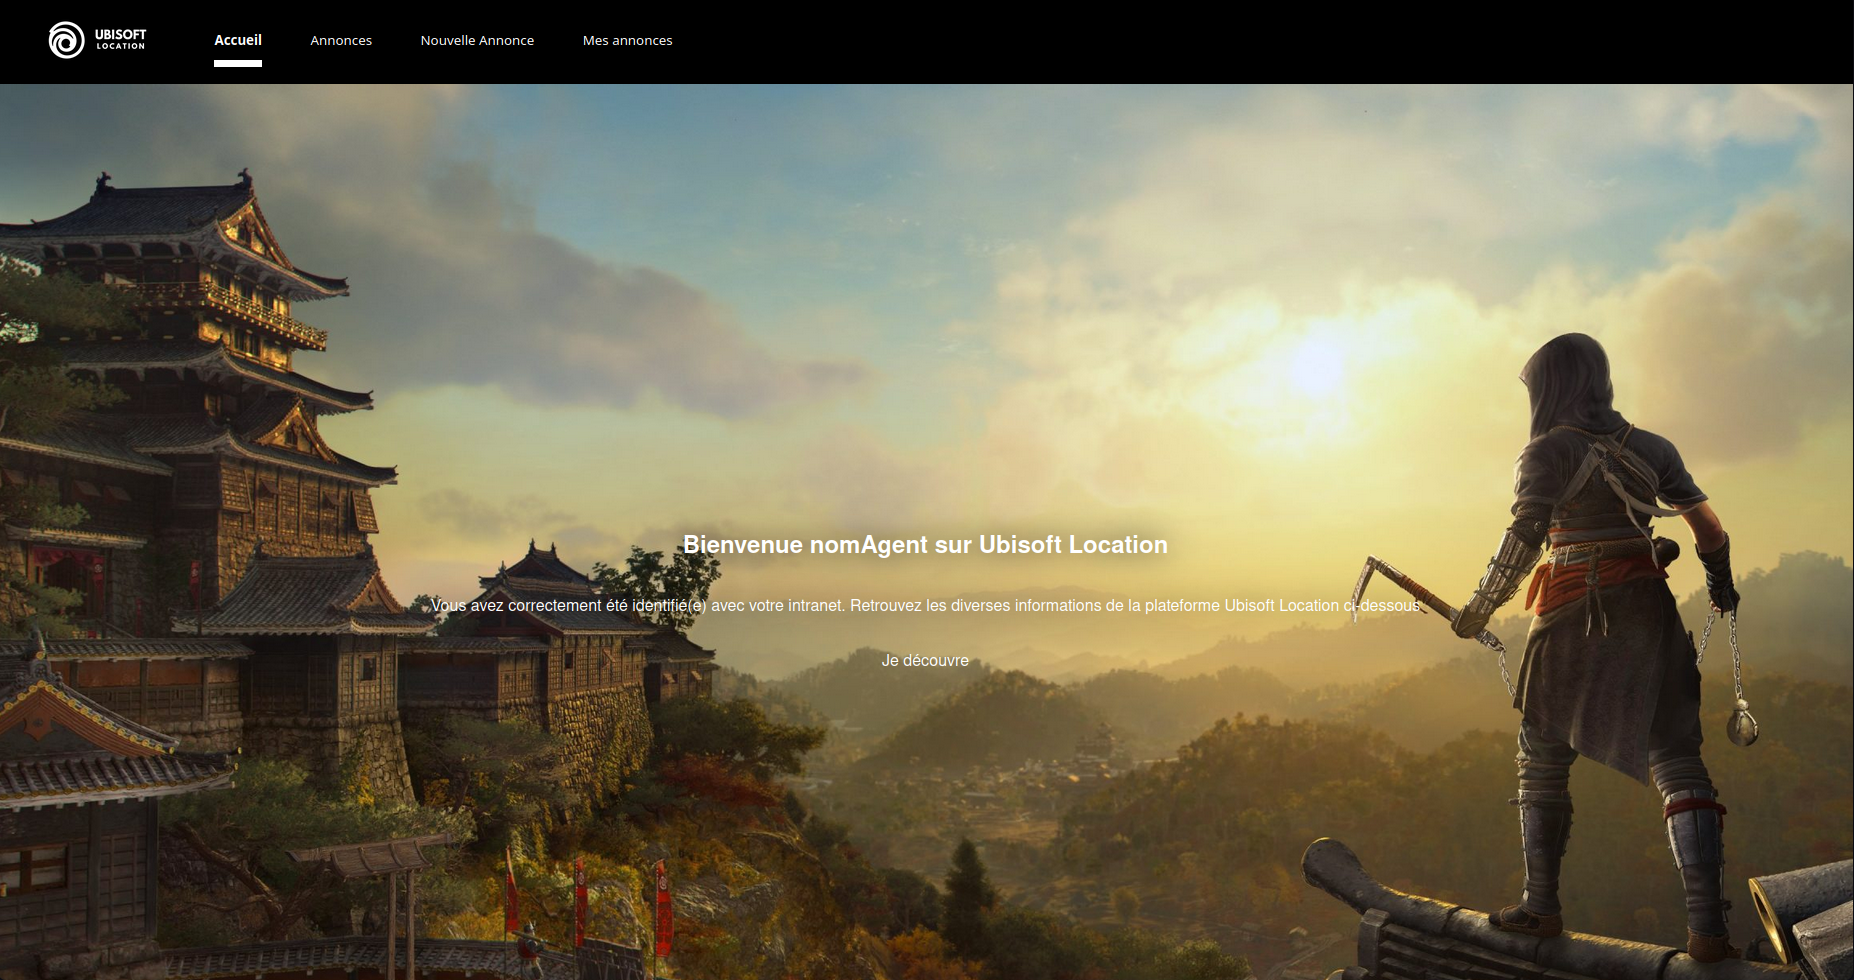 UBISOFT
LOCATION
Accueil
Annonces
Nouvelle Annonce
Mes annonces
Bienvenue nomAgent sur Ubisoft Location
Vous avez correctement été identifié(e) avec votre intranet. Retrouvez les diverses informations de la plateforme Ubisoft Location ci-dessous
Je découvre